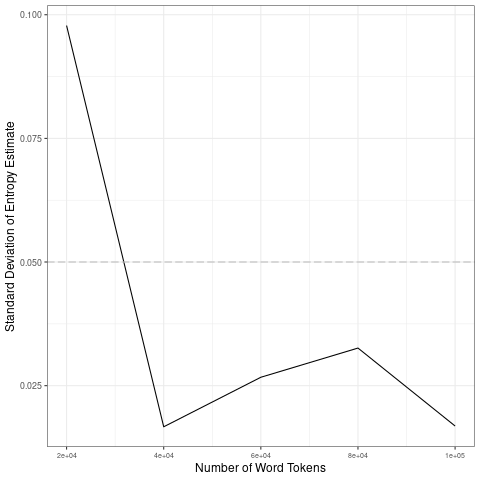 Standard Deviation of Entropy Estimate
0.100
0.075
0.050
0.025
2e+04 4e+04 6e+04 8e+04 1e+05
Number of Word Tokens